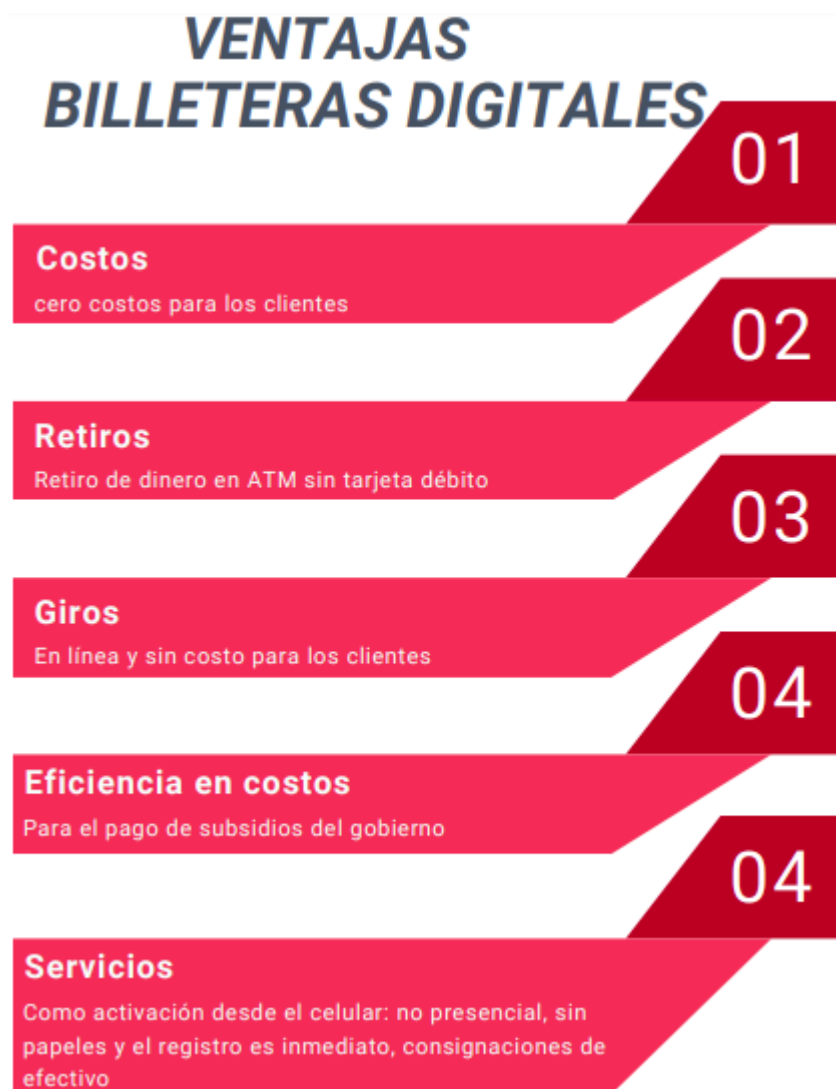 VENTAJAS
BILLETERAS DIGITALES
01
Costos
cero costos para los clientes
02
Retiros
Retiro de dinero en ATM sin tarjeta débito
03
Giros
En línea y sin costo para los clientes
04
Eficiencia en costos
Para el pago de subsidios del gobierno
04
Servicios
Como activación desde el celular: no presencial, sin
papeles y el registro es inmediato, consignaciones de
efectivo